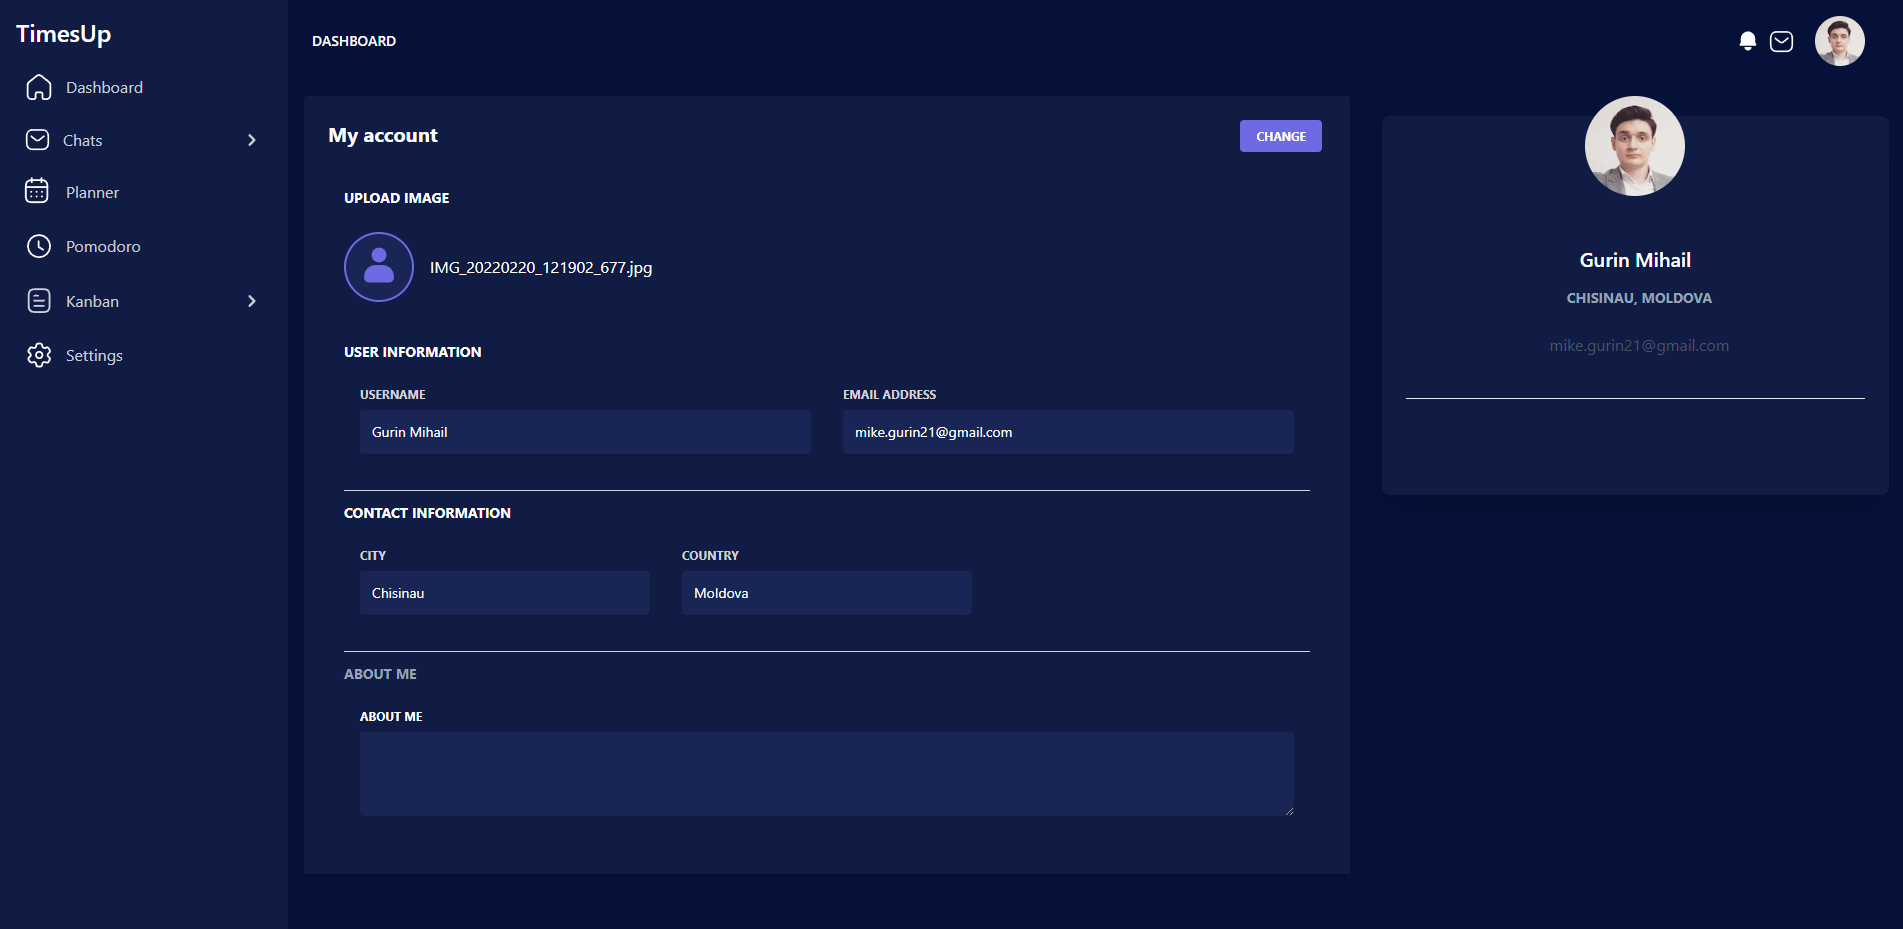 TimesUp
Dashboard
Chats
Planner
Pomodoro
Kanban
Settings
DASHBOARD
My account
CHANGE
UPLOAD IMAGE
IMG_20220220_121902_677.jpg
USER INFORMATION
USERNAME
EMAIL ADDRESS
Gurin Mihail
mike.gurin21@gmail.com
CONTACT INFORMATION
CITY
COUNTRY
Chisinau
Moldova
ABOUT ME
ABOUT ME
Gurin Mihail
CHISINAU, MOLDOVA
mike.gurin21@gmail.com